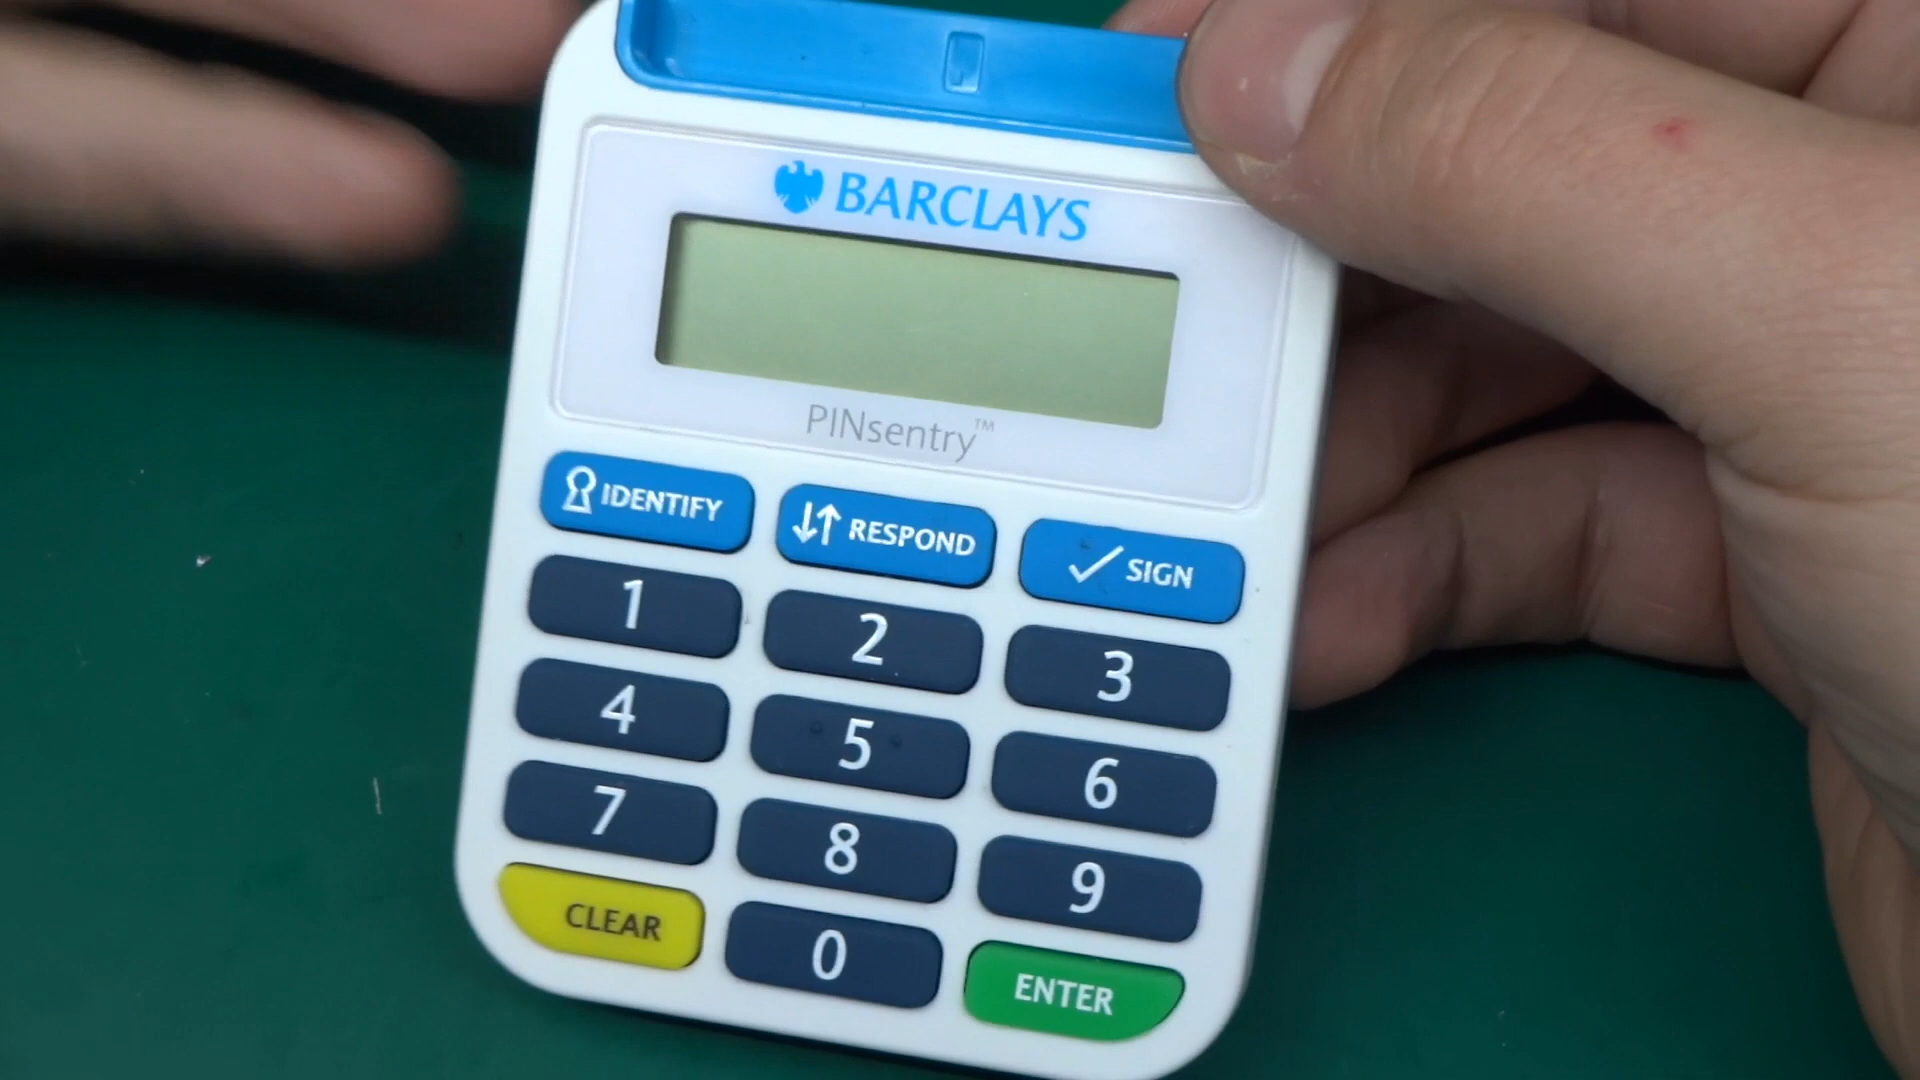 BARCLAYS
PINsentry™
IDENTIFY RESPOND SIGN
1 2 3
4 5 6
7 8 9
CLEAR 0 ENTER